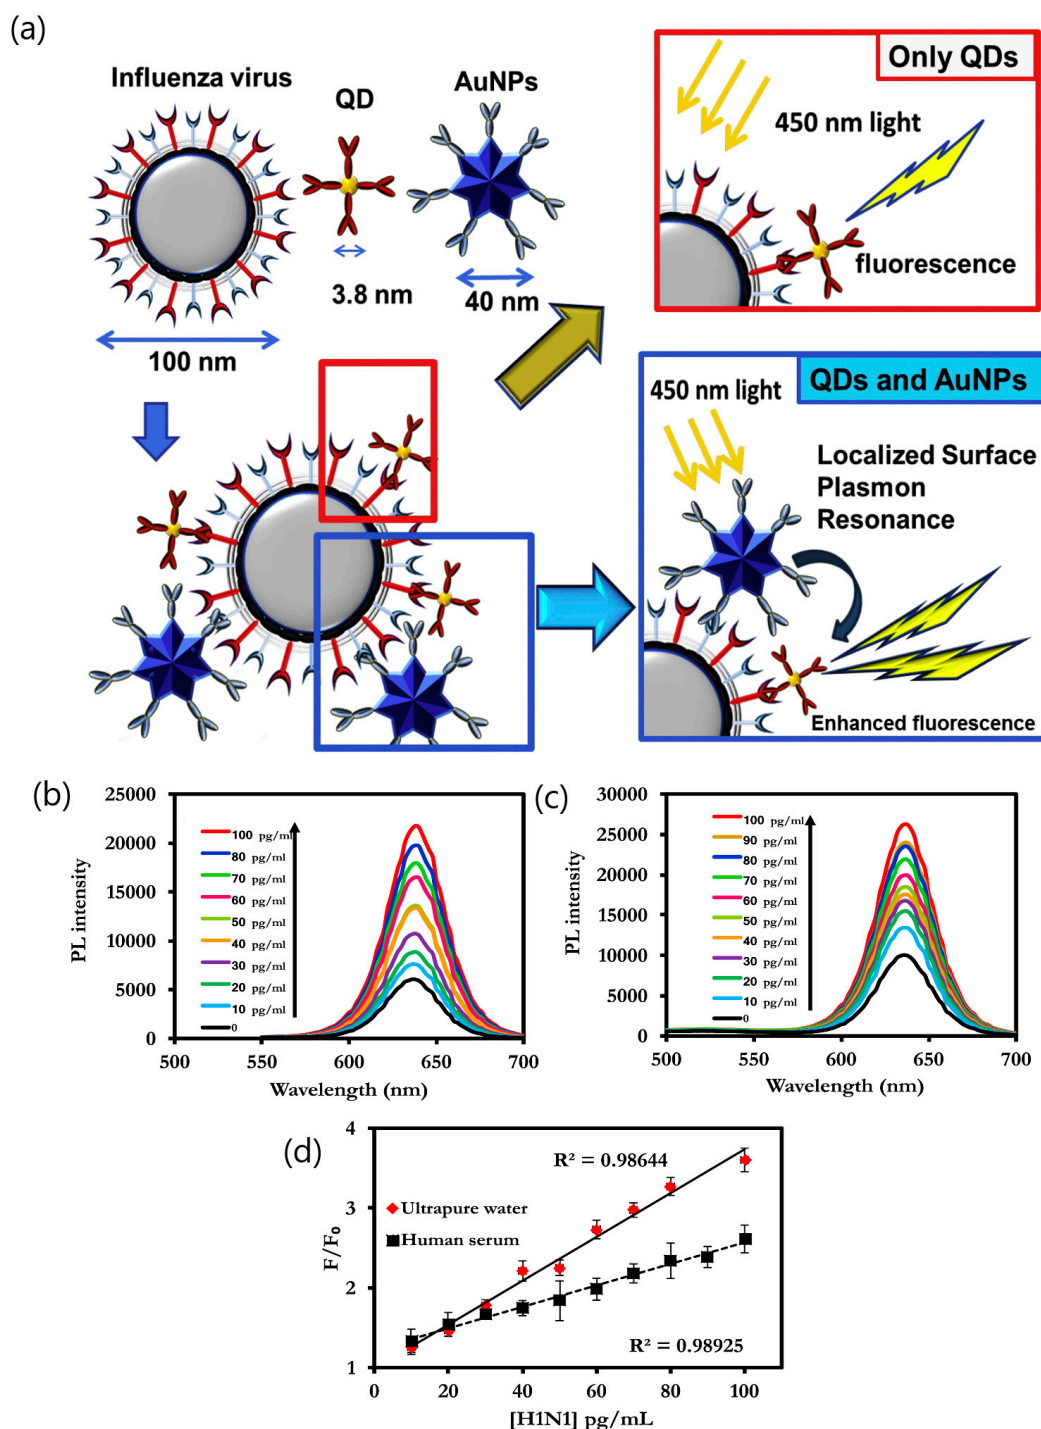 (a)
Influenza virus
QD
AuNPs
3.8 nm
40 nm
100 nm
Only QDs
450 nm light
fluorescence
QDs and AuNPs
450 nm light
Localized Surface
Plasmon
Resonance
Enhanced fluorescence
(b)
PL intensity
25000
20000
15000
10000
5000
0
100 pg/ml
80 pg/ml
70 pg/ml
60 pg/ml
50 pg/ml
40 pg/ml
30 pg/ml
20 pg/ml
10 pg/ml
0
500 550 600 650 700
Wavelength (nm)
(c)
PL intensity
30000
25000
20000
15000
10000
5000
0
100 pg/ml
90 pg/ml
80 pg/ml
70 pg/ml
60 pg/ml
50 pg/ml
40 pg/ml
30 pg/ml
20 pg/ml
10 pg/ml
0
500 550 600 650 700
Wavelength (nm)
(d)
F/F₀
4
3
2
1
R² = 0.98644
Ultrapure water
Human serum
R² = 0.98925
0 20 40 60 80 100
[H1N1] pg/mL